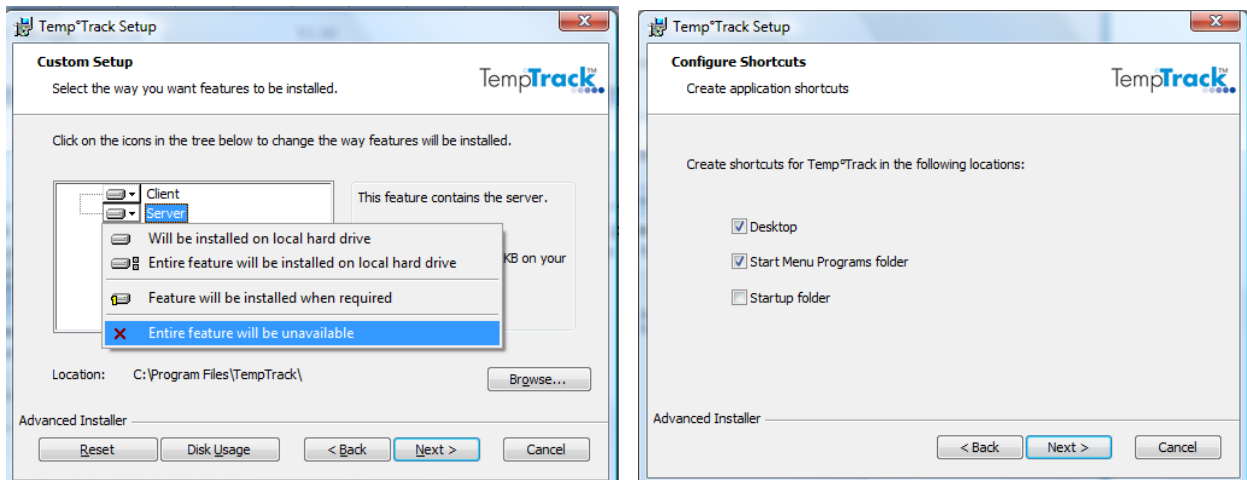 Temp°Track Setup
Custom Setup
Select the way you want features to be installed.
TempTrack™
Click on the icons in the tree below to change the way features will be installed.
Client
Server
This feature contains the server.
Will be installed on local hard drive
Entire feature will be installed on local hard drive
KB on your
Feature will be installed when required
Entire feature will be unavailable
Location: C:\Program Files\TempTrack\
Browse...
Advanced Installer
Reset Disk Usage < Back Next > Cancel
Temp°Track Setup
Configure Shortcuts
Create application shortcuts
TempTrack™
Create shortcuts for Temp°Track in the following locations:
Desktop
Start Menu Programs folder
Startup folder
Advanced Installer
< Back Next > Cancel